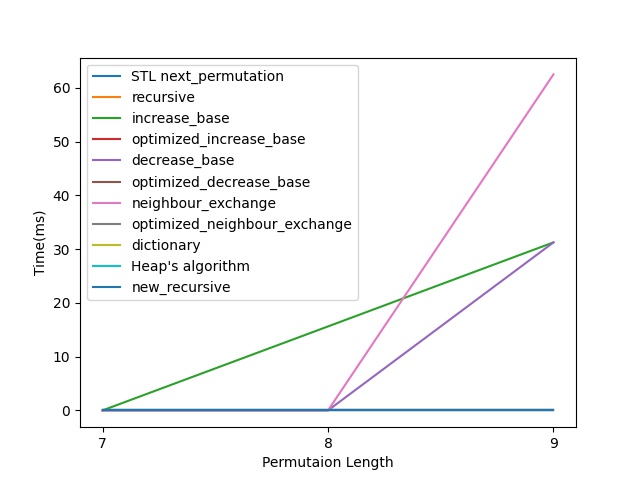 STL next_permutation
recursive
increase_base
optimized_increase_base
decrease_base
optimized_decrease_base
neighbour_exchange
optimized_neighbour_exchange
dictionary
Heap's algorithm
new_recursive
60
50
40
30
20
10
0
Time(ms)
7 8 9
Permutaion Length